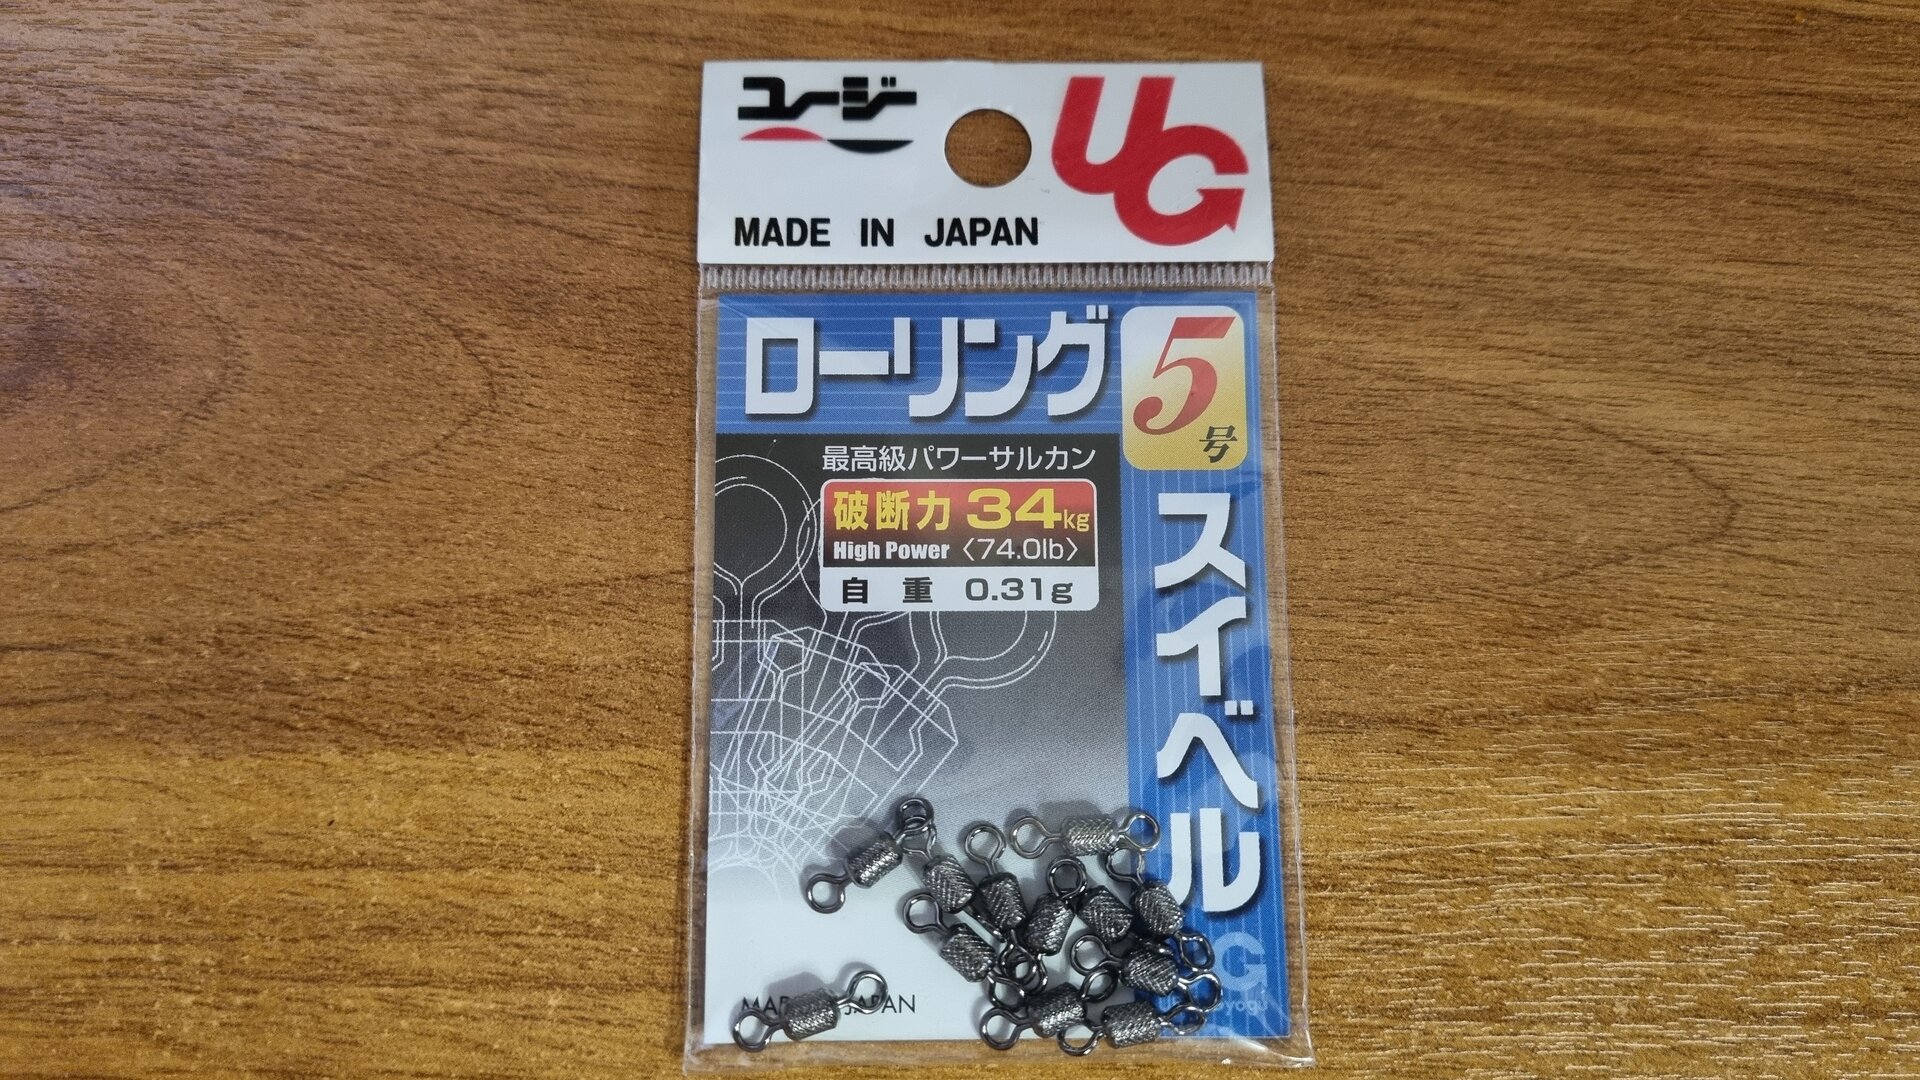 ユージー
UG
MADE IN JAPAN
ローリング
5号
スイベル
最高級パワーサルカン
破断力 34kg
High Power 〈74.0lb〉
自重 0.31g
JAPAN